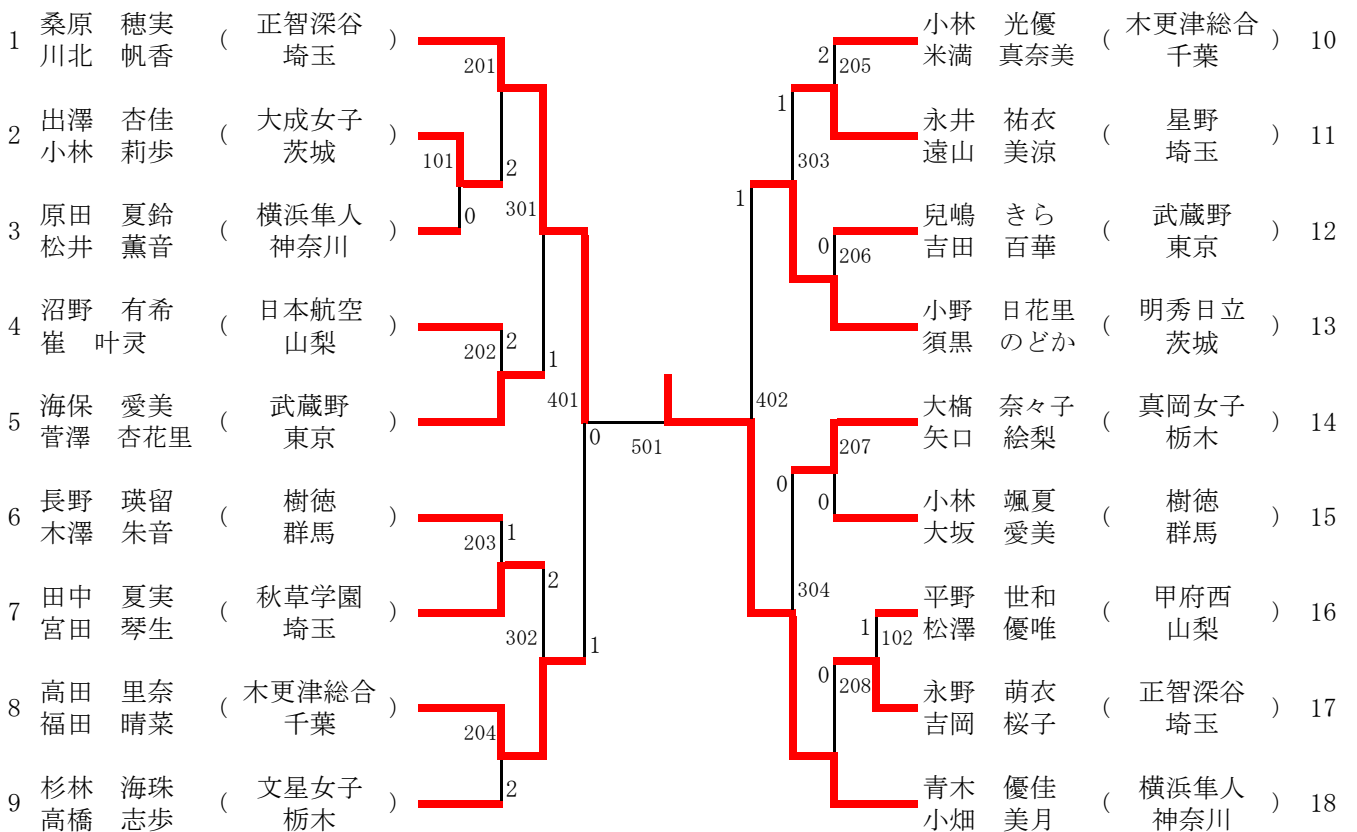 1 桑原 穂実 川北 帆香 ( 正智深谷 埼玉 )
2 出澤 杏佳 小林 莉歩 ( 大成女子 茨城 )
3 原田 夏鈴 松井 薫音 ( 横浜隼人 神奈川 )
4 沼野 有希 崔 叶灵 ( 日本航空 山梨 )
5 海保 愛美 菅澤 杏花里 ( 武蔵野 東京 )
6 長野 瑛留 木澤 朱音 ( 樹徳 群馬 )
7 田中 夏実 宮田 琴生 ( 秋草学園 埼玉 )
8 高田 里奈 福田 晴菜 ( 木更津総合 千葉 )
9 杉林 海珠 高橋 志歩 ( 文星女子 栃木 )
201
101
2
0
301
202
2
1
401
0
203
1
2
302
1
204
2
501
2
205
1
303
1
0
206
402
207
0
0
304
1
102
0
208
小林 光優 米満 真奈美 ( 木更津総合 千葉 ) 10
永井 祐衣 遠山 美涼 ( 星野 埼玉 ) 11
兒嶋 きら 吉田 百華 ( 武蔵野 東京 ) 12
小野 日花里 須黒 のどか ( 明秀日立 茨城 ) 13
大槗 奈々子 矢口 絵梨 ( 真岡女子 栃木 ) 14
小林 颯夏 大坂 愛美 ( 樹徳 群馬 ) 15
平野 世和 松澤 優唯 ( 甲府西 山梨 ) 16
永野 萌衣 吉岡 桜子 ( 正智深谷 埼玉 ) 17
青木 優佳 小畑 美月 ( 横浜隼人 神奈川 ) 18